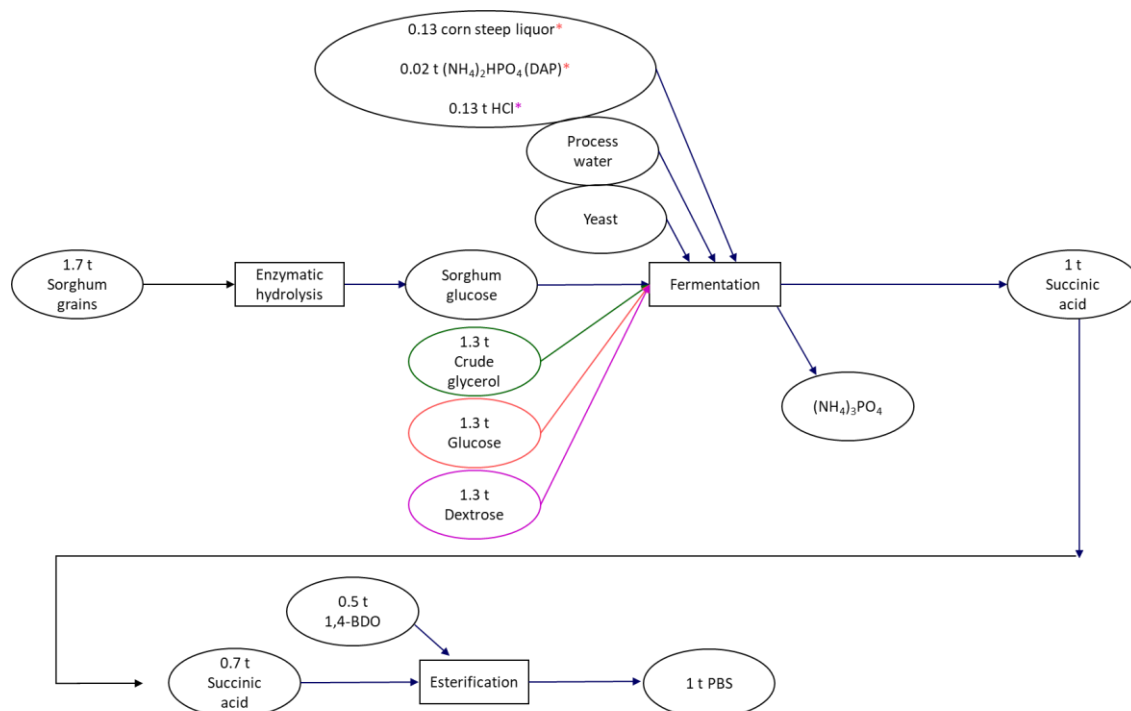 0.13 corn steep liquor*
0.02 t (NH₄)₂HPO₄ (DAP)*
0.13 t HCl*
Process
water
Yeast
1.7 t
Sorghum
grains
Enzymatic
hydrolysis
Sorghum
glucose
Fermentation
1 t
Succinic
acid
1.3 t
Crude
glycerol
(NH₄)₃PO₄
1.3 t
Glucose
1.3 t
Dextrose
0.5 t
1,4-BDO
0.7 t
Succinic
acid
Esterification
1 t PBS